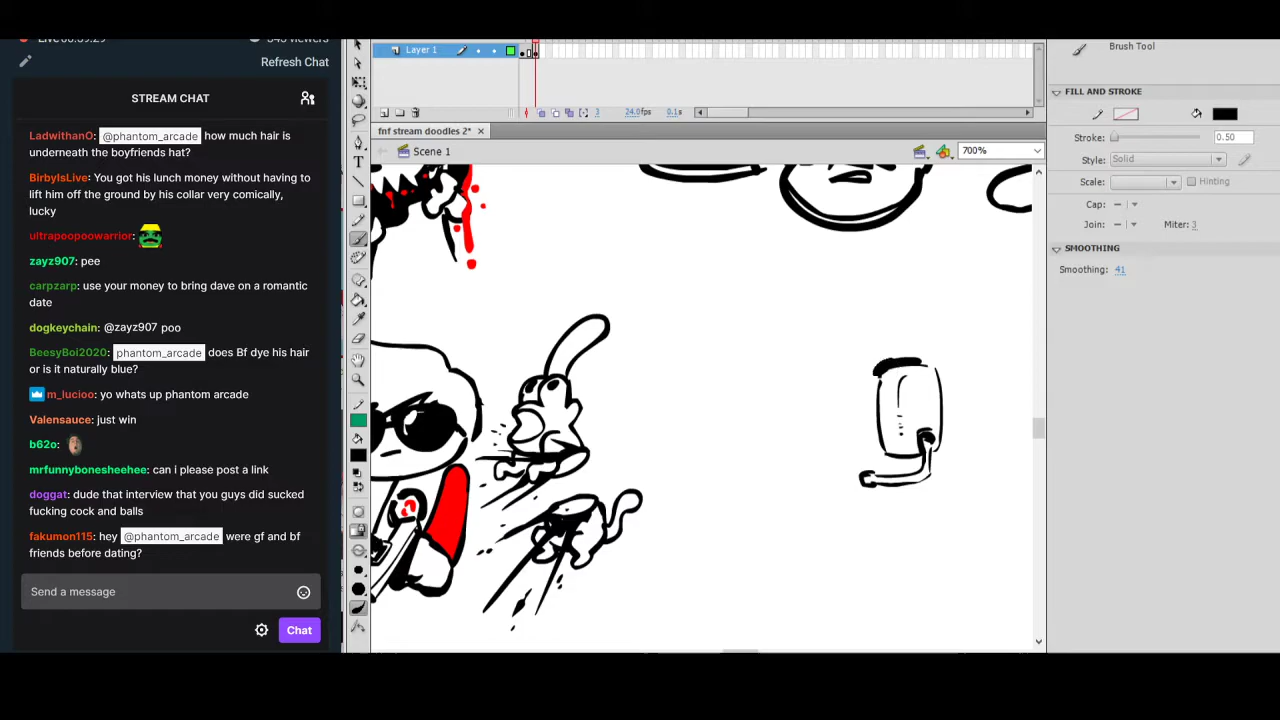 Refresh Chat
STREAM CHAT
LadwithanO: @phantom_arcade how much hair is
underneath the boyfriends hat?
BirbyIsLive: You got his lunch money without having to
lift him off the ground by his collar very comically,
lucky
ultrapoopoowarrior:
zayz907: pee
carpzarp: use your money to bring dave on a romantic
date
dogkeychain: @zayz907 poo
BeesyBoi2020: phantom_arcade does Bf dye his hair
or is it naturally blue?
m_lucioo: yo whats up phantom arcade
Valensauce: just win
b62o:
mrfunnybonesheehee: can i please post a link
doggat: dude that interview that you guys did sucked
fucking cock and balls
fakumon115: hey @phantom_arcade were gf and bf
friends before dating?
Send a message
Chat
Layer 1
3 24.0fps 0.1s
fnf stream doodles 2*
Scene 1
700%
Brush Tool
FILL AND STROKE
Stroke: 0.50
Style: Solid
Scale: Hinting
Cap:
Join: Miter: 3
SMOOTHING
Smoothing: 41